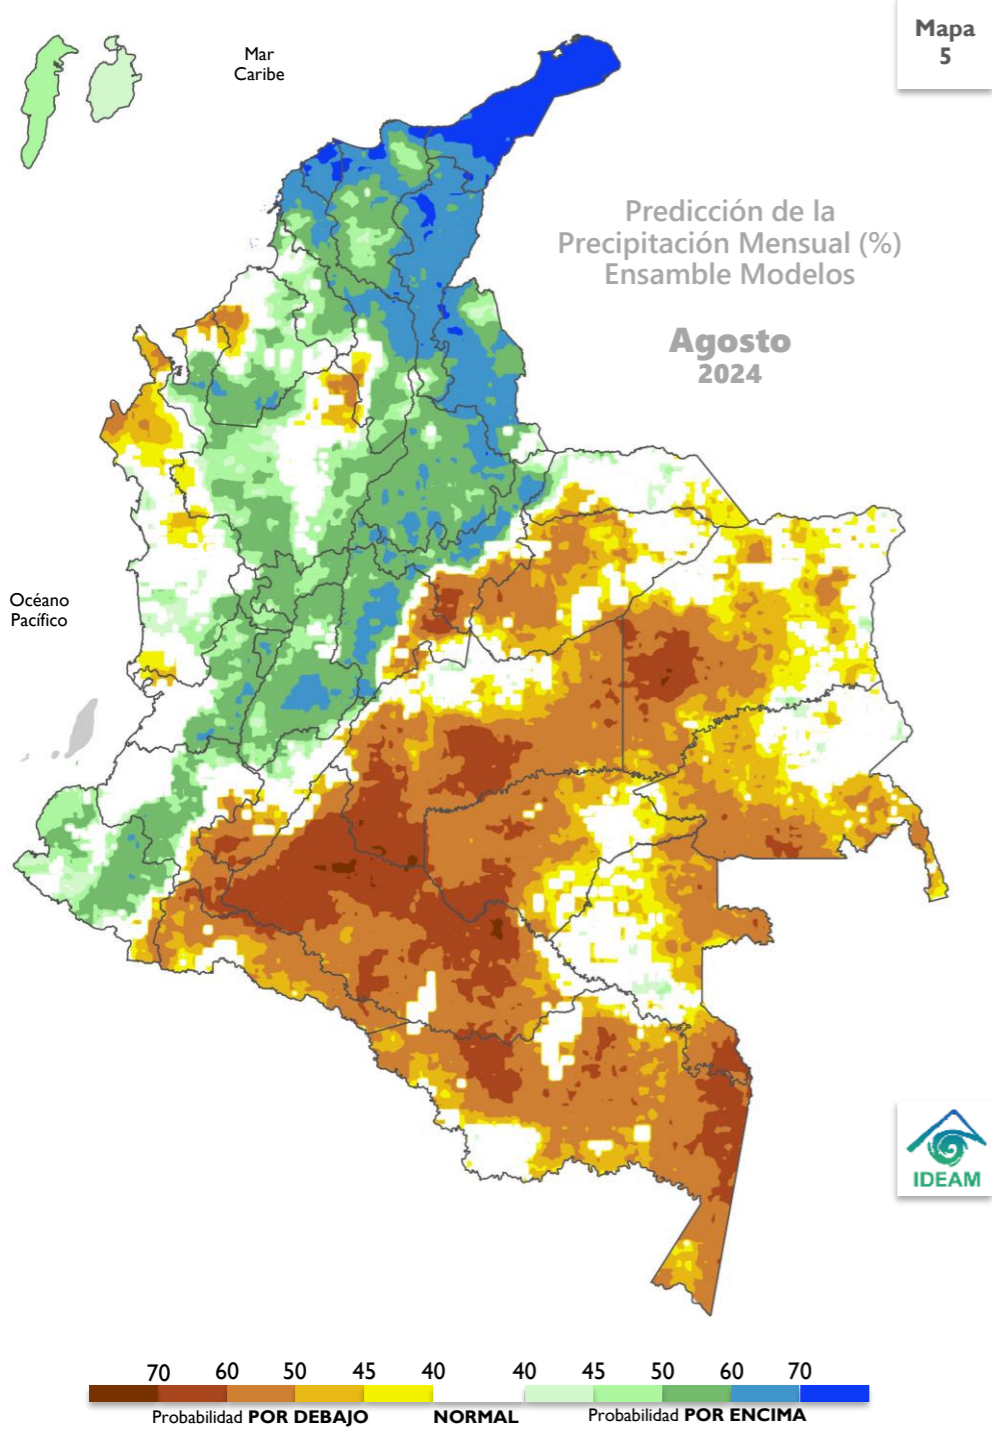 Mapa
5
Mar
Caribe
Predicción de la
Precipitación Mensual (%)
Ensamble Modelos
Agosto
2024
Océano
Pacífico
IDEAM
70 60 50 45 40 40 45 50 60 70
Probabilidad POR DEBAJO NORMAL Probabilidad POR ENCIMA